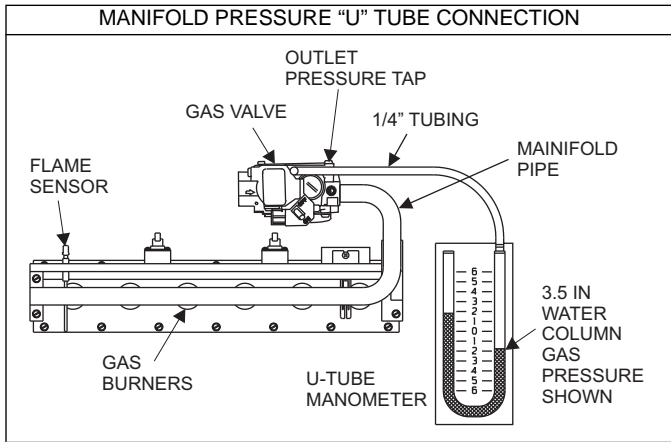 MANIFOLD PRESSURE “U” TUBE CONNECTION
OUTLET
PRESSURE TAP
GAS VALVE
1/4” TUBING
MAINIFOLD
PIPE
FLAME
SENSOR
GAS
BURNERS
U-TUBE
MANOMETER
6
5
4
3
2
1
0
1
2
3
4
5
6
3.5 IN
WATER
COLUMN
GAS
PRESSURE
SHOWN